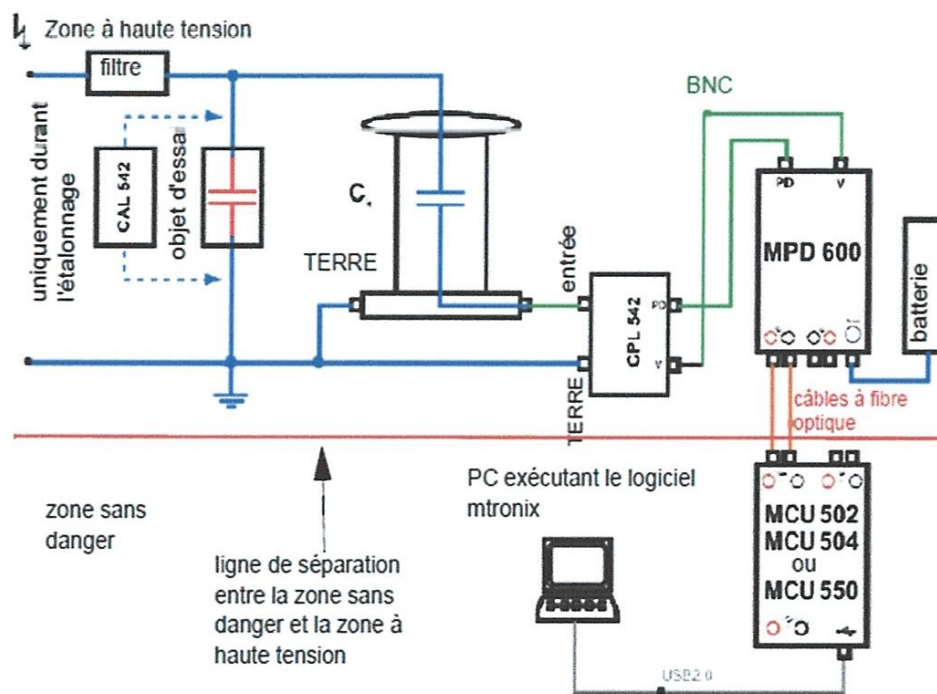 Zone à haute tension
filtre
uniquement durant
l'étalonnage
CAL 542
objet d'essai
C.
TERRE
entrée
TERRE
CPL 542
PD
V
BNC
PD
V
MPD 600
batterie
câbles à fibre
optique
zone sans
danger
ligne de séparation
entre la zone sans
danger et la zone à
haute tension
PC exécutant le logiciel
mtronix
MCU 502
MCU 504
ou
MCU 550
USB2.0